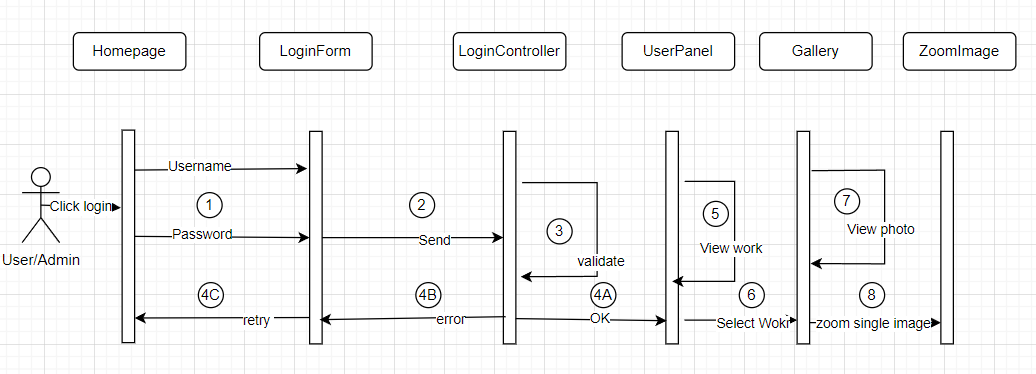 Homepage
LoginForm
LoginController
UserPanel
Gallery
ZoomImage
Username
Click login
1
Password
User/Admin
2
Send
3
validate
5
View work
7
View photo
4C
retry
4B
error
4A
OK
6
Select Wokr
8
zoom single image